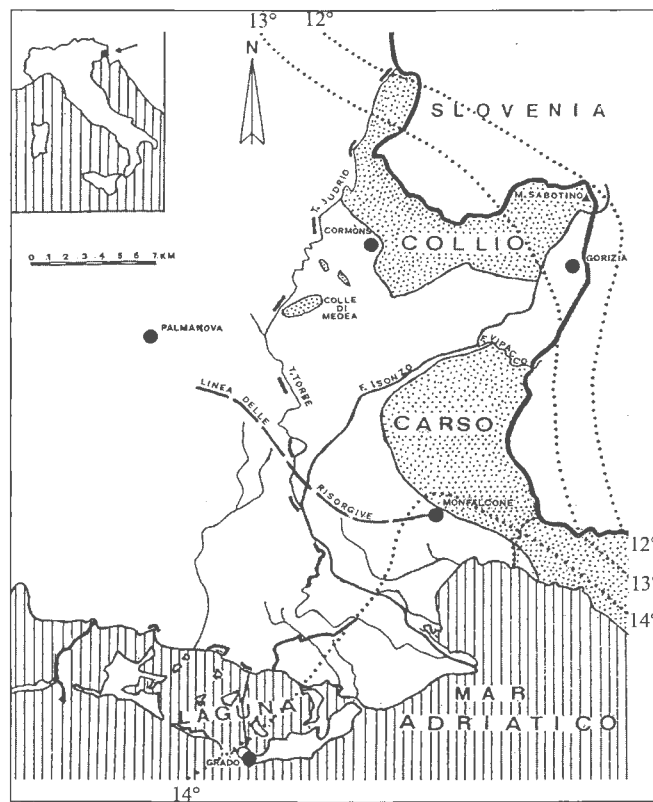 13° 12°
N
SLOVENIA
M. SABOTINO
T. JUDRIO
CORMONS
COLLIO
GORIZIA
0 1 2 3 4 5 6 7 KM
COLLE DI MEDEA
PALMANOVA
F. VIPACCO
T. TORRE
F. ISONZO
LINEA DELLE RISORGIVE
CARSO
MONFALCONE
12°
13°
14°
MAR
ADRIATICO
LAGUNA
GRADO
14°